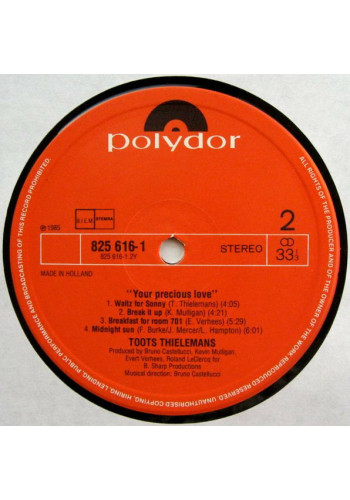 polydor
℗ 1985
B.I.E.M. STEMRA
2
825 616-1
825 616-1 2Y
STEREO
33⅓
MADE IN HOLLAND
"Your precious love"
1. Waltz for Sonny (T. Thielemans) (4:05)
2. Break it up (K. Mulligan) (4:21)
3. Breakfast for room 701 (E. Verhees) (5:29)
4. Midnight sun (F. Burke/J. Mercer/L. Hampton) (6:01)
TOOTS THIELEMANS
Produced by Bruno Castellucci, Kevin Mulligan,
Evert Verhees, Roland LeClercq for
B. Sharp Productions
Musical direction: Bruno Castellucci
ALL RIGHTS OF THE PRODUCER AND OF THE OWNER OF THE WORK REPRODUCED RESERVED. UNAUTHORISED COPYING, HIRING, LENDING, PUBLIC PERFORMANCE AND BROADCASTING OF THIS RECORD PROHIBITED.